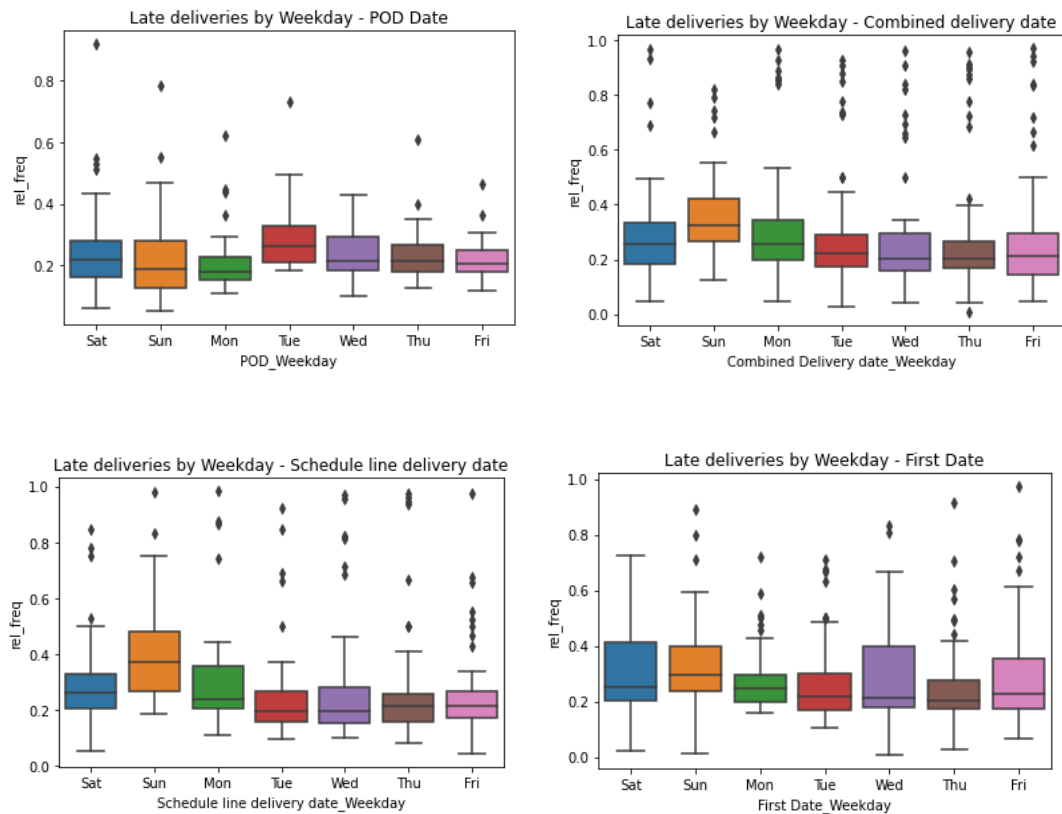 Late deliveries by Weekday - POD Date
0.8
0.6
0.4
0.2
rel_freq
Sat Sun Mon Tue Wed Thu Fri
POD_Weekday
Late deliveries by Weekday - Combined delivery date
1.0
0.8
0.6
0.4
0.2
0.0
rel_freq
Sat Sun Mon Tue Wed Thu Fri
Combined Delivery date_Weekday
Late deliveries by Weekday - Schedule line delivery date
1.0
0.8
0.6
0.4
0.2
0.0
rel_freq
Sat Sun Mon Tue Wed Thu Fri
Schedule line delivery date_Weekday
Late deliveries by Weekday - First Date
1.0
0.8
0.6
0.4
0.2
0.0
rel_freq
Sat Sun Mon Tue Wed Thu Fri
First Date_Weekday